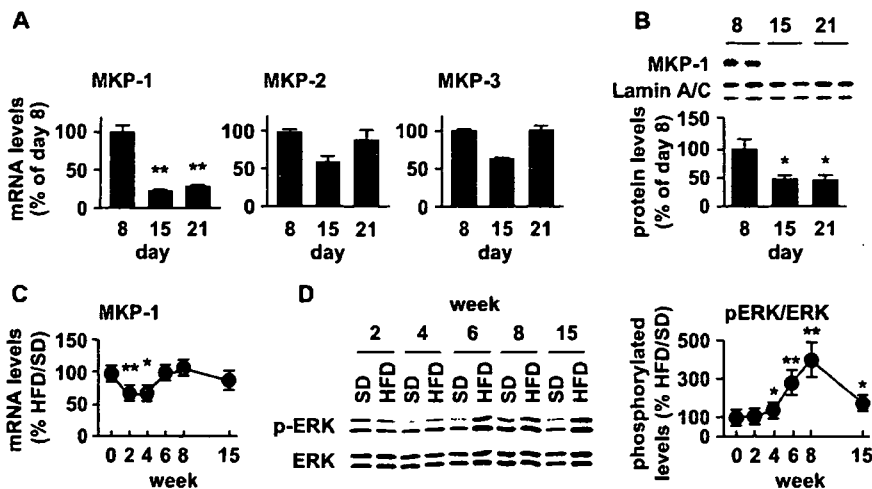 A
MKP-1
MKP-2
MKP-3
mRNA levels
(% of day 8)
100
50
0
** **
8 15 21
day
100
50
0
8 15 21
day
100
50
0
8 15 21
day
B
8 15 21
MKP-1
Lamin A/C
protein levels
(% of day 8)
150
100
50
0
* *
8 15 21
day
C
MKP-1
mRNA levels
(% HFD/SD)
150
100
50
0
** *
0 2 4 6 8 15
week
D
week
2 4 6 8 15
SD HFD SD HFD SD HFD SD HFD SD HFD
p-ERK
ERK
pERK/ERK
phosphorylated
levels (% HFD/SD)
500
300
100
0
* ** ** *
0 2 4 6 8 15
week